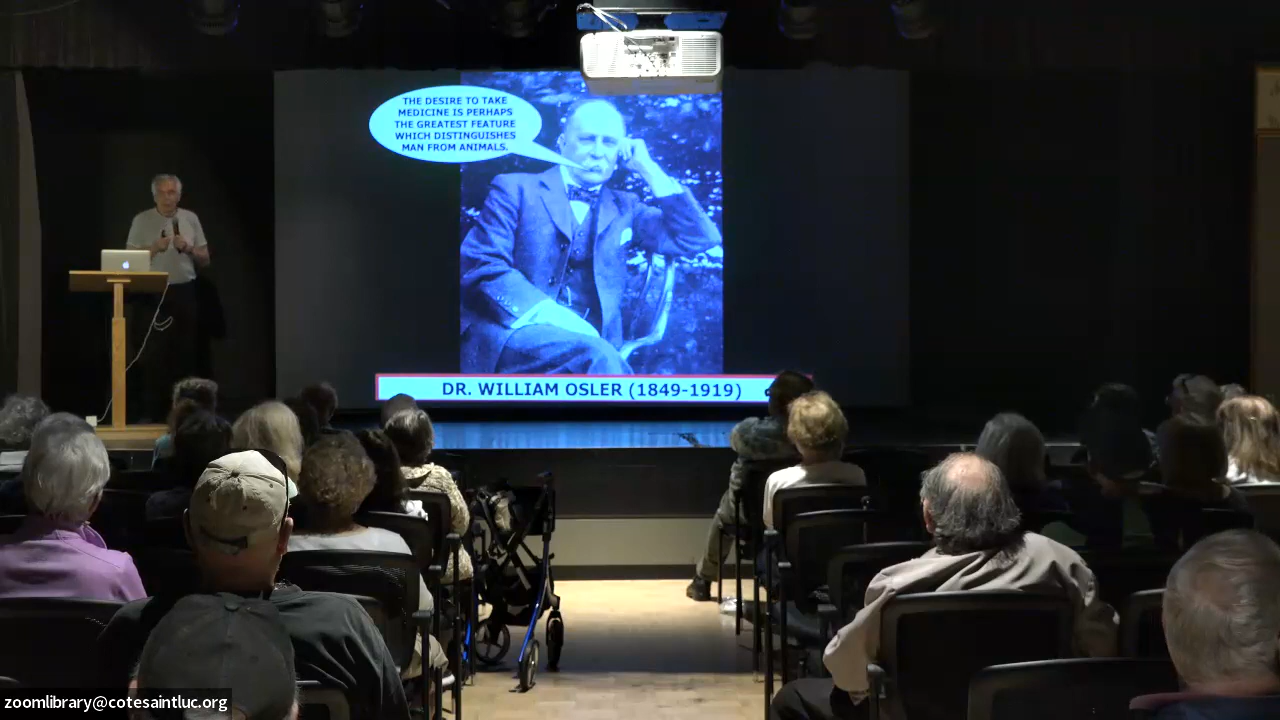 THE DESIRE TO TAKE
MEDICINE IS PERHAPS
THE GREATEST FEATURE
WHICH DISTINGUISHES
MAN FROM ANIMALS.
DR. WILLIAM OSLER (1849-1919)
zoomlibrary@cotesaintluc.org